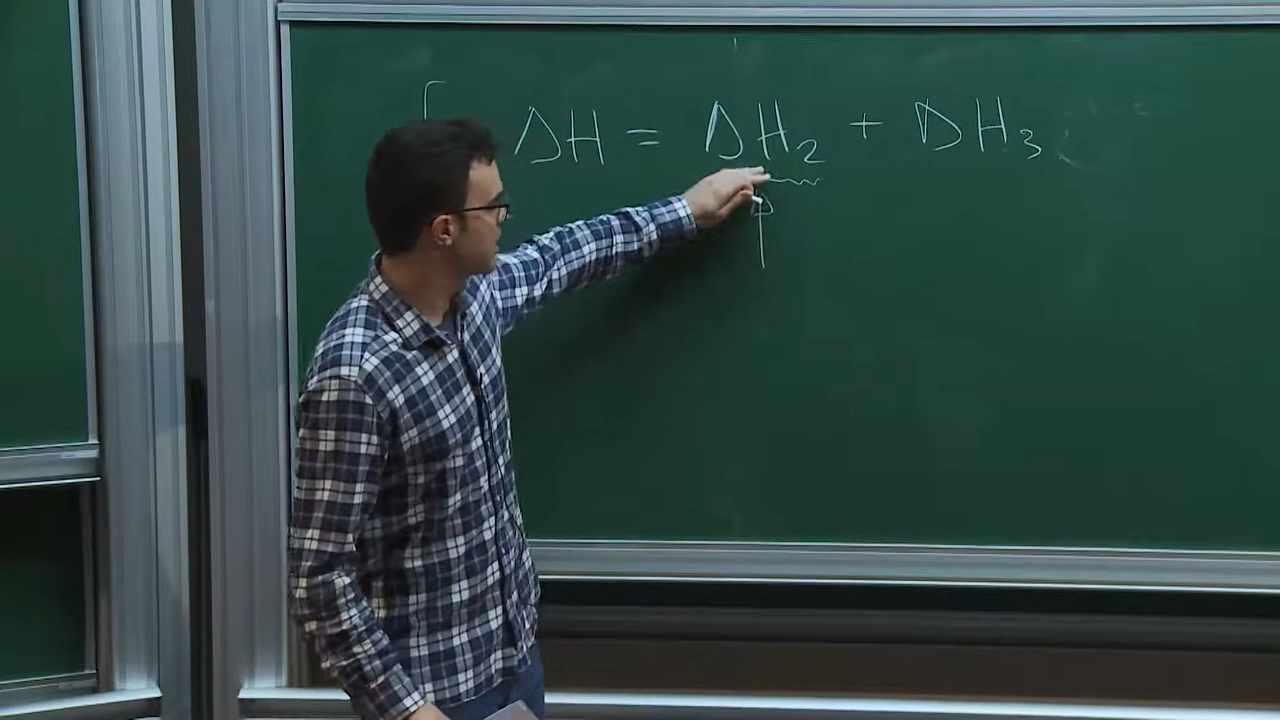 ΔH = ΔH₂ + ΔH₃